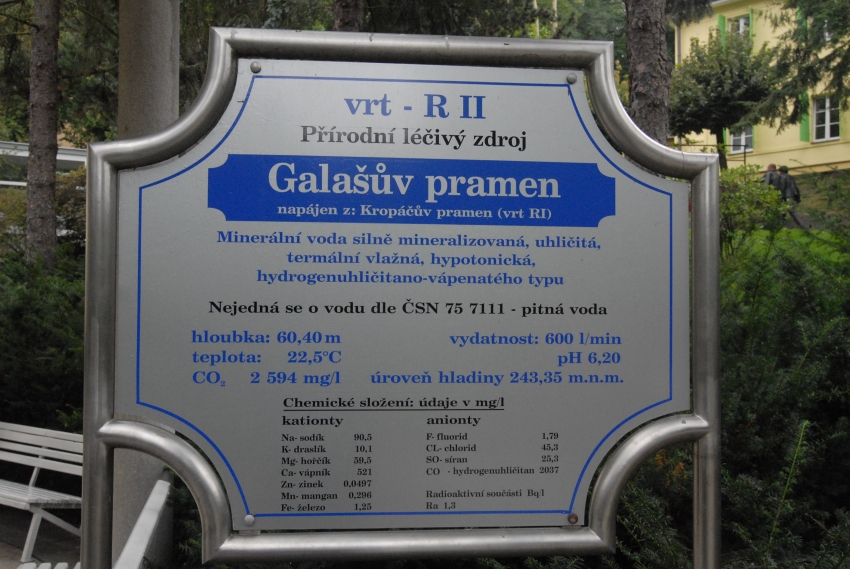 vrt - R II
Přírodní léčivý zdroj
Galašův pramen
napájen z: Kropáčův pramen (vrt RI)
Minerální voda silně mineralizovaná, uhličitá,
termální vlažná, hypotonická,
hydrogenuhličitano-vápenatého typu
Nejedná se o vodu dle ČSN 75 7111 - pitná voda
hloubka: 60,40 m vydatnost: 600 l/min
teplota: 22,5°C pH 6,20
CO₂ 2 594 mg/l úroveň hladiny 243,35 m.n.m.
Chemické složení: údaje v mg/l
kationty anionty
Na- sodík 90,5 F- fluorid 1,79
K- draslík 10,1 CL- chlorid 45,3
Mg- hořčík 59,5 SO- síran 25,3
Ca- vápník 521 CO - hydrogenuhličitan 2037
Zn- zinek 0,0497
Mn- mangan 0,296 Radioaktivní součásti Bq/l
Fe- železo 1,25 Ra 1,3